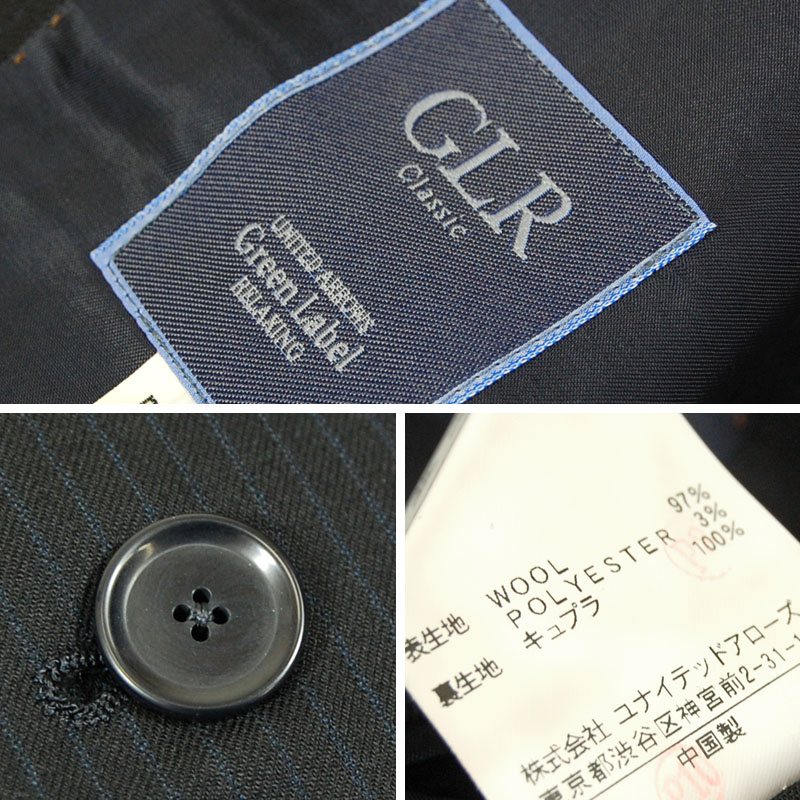 GLR
Classic
UNITED ARROWS
Green Label
RELAXING
表生地 WOOL 97%
POLYESTER 3%
裏生地 キュプラ 100%
株式会社 ユナイテッドアローズ
東京都渋谷区神宮前2-31-1
中国製